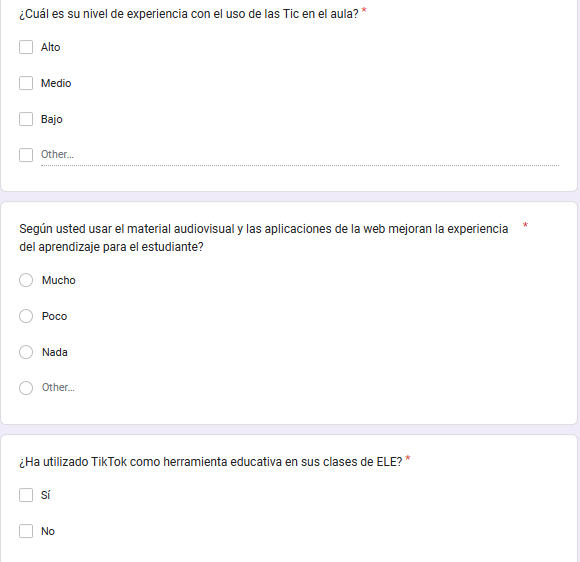 ¿Cuál es su nivel de experiencia con el uso de las Tic en el aula? *
Alto
Medio
Bajo
Other...
Según usted usar el material audiovisual y las aplicaciones de la web mejoran la experiencia *
del aprendizaje para el estudiante?
Mucho
Poco
Nada
Other...
¿Ha utilizado TikTok como herramienta educativa en sus clases de ELE? *
Sí
No